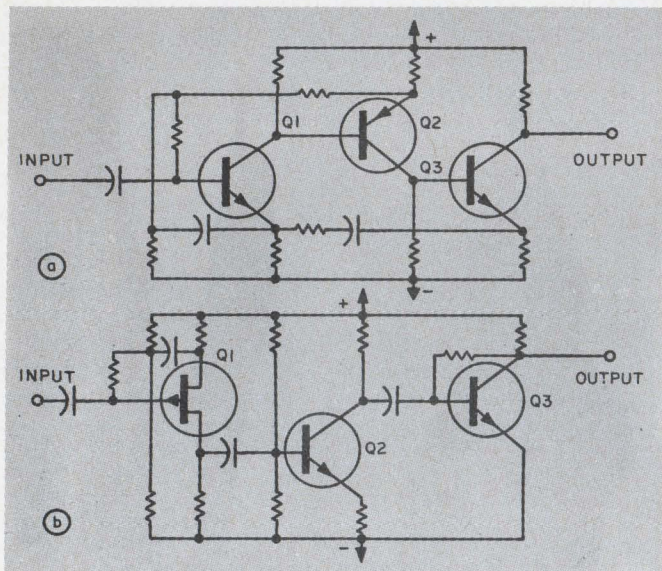 +
Q1
Q2
INPUT
Q3
OUTPUT
a
-
+
Q1
INPUT
OUTPUT
Q3
Q2
b
-